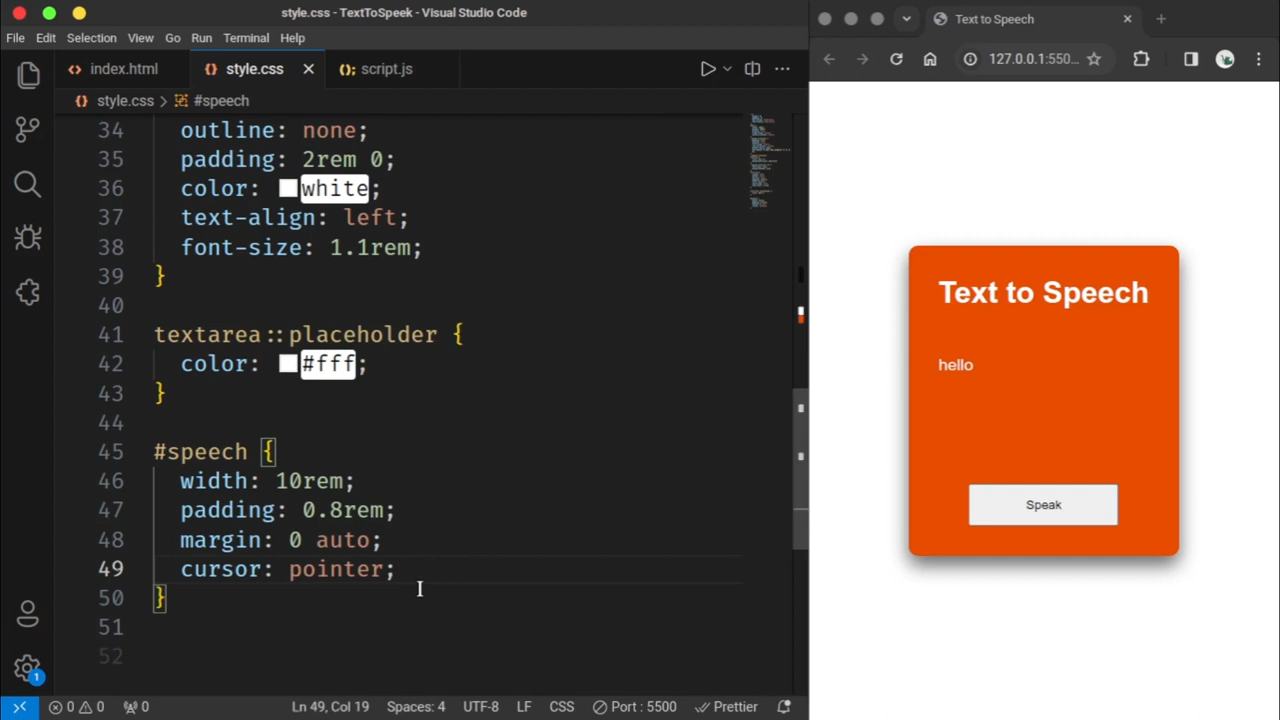 style.css - TextToSpeek - Visual Studio Code
File Edit Selection View Go Run Terminal Help
index.html style.css script.js
style.css > #speech
34 outline: none;
35 padding: 2rem 0;
36 color: white;
37 text-align: left;
38 font-size: 1.1rem;
39 }
40
41 textarea::placeholder {
42 color: #fff;
43 }
44
45 #speech {
46 width: 10rem;
47 padding: 0.8rem;
48 margin: 0 auto;
49 cursor: pointer;
50 }
51
52
1
0 0 0 Ln 49, Col 19 Spaces: 4 UTF-8 LF CSS Port : 5500 Prettier
Text to Speech
127.0.0.1:550...
Text to Speech
hello
Speak